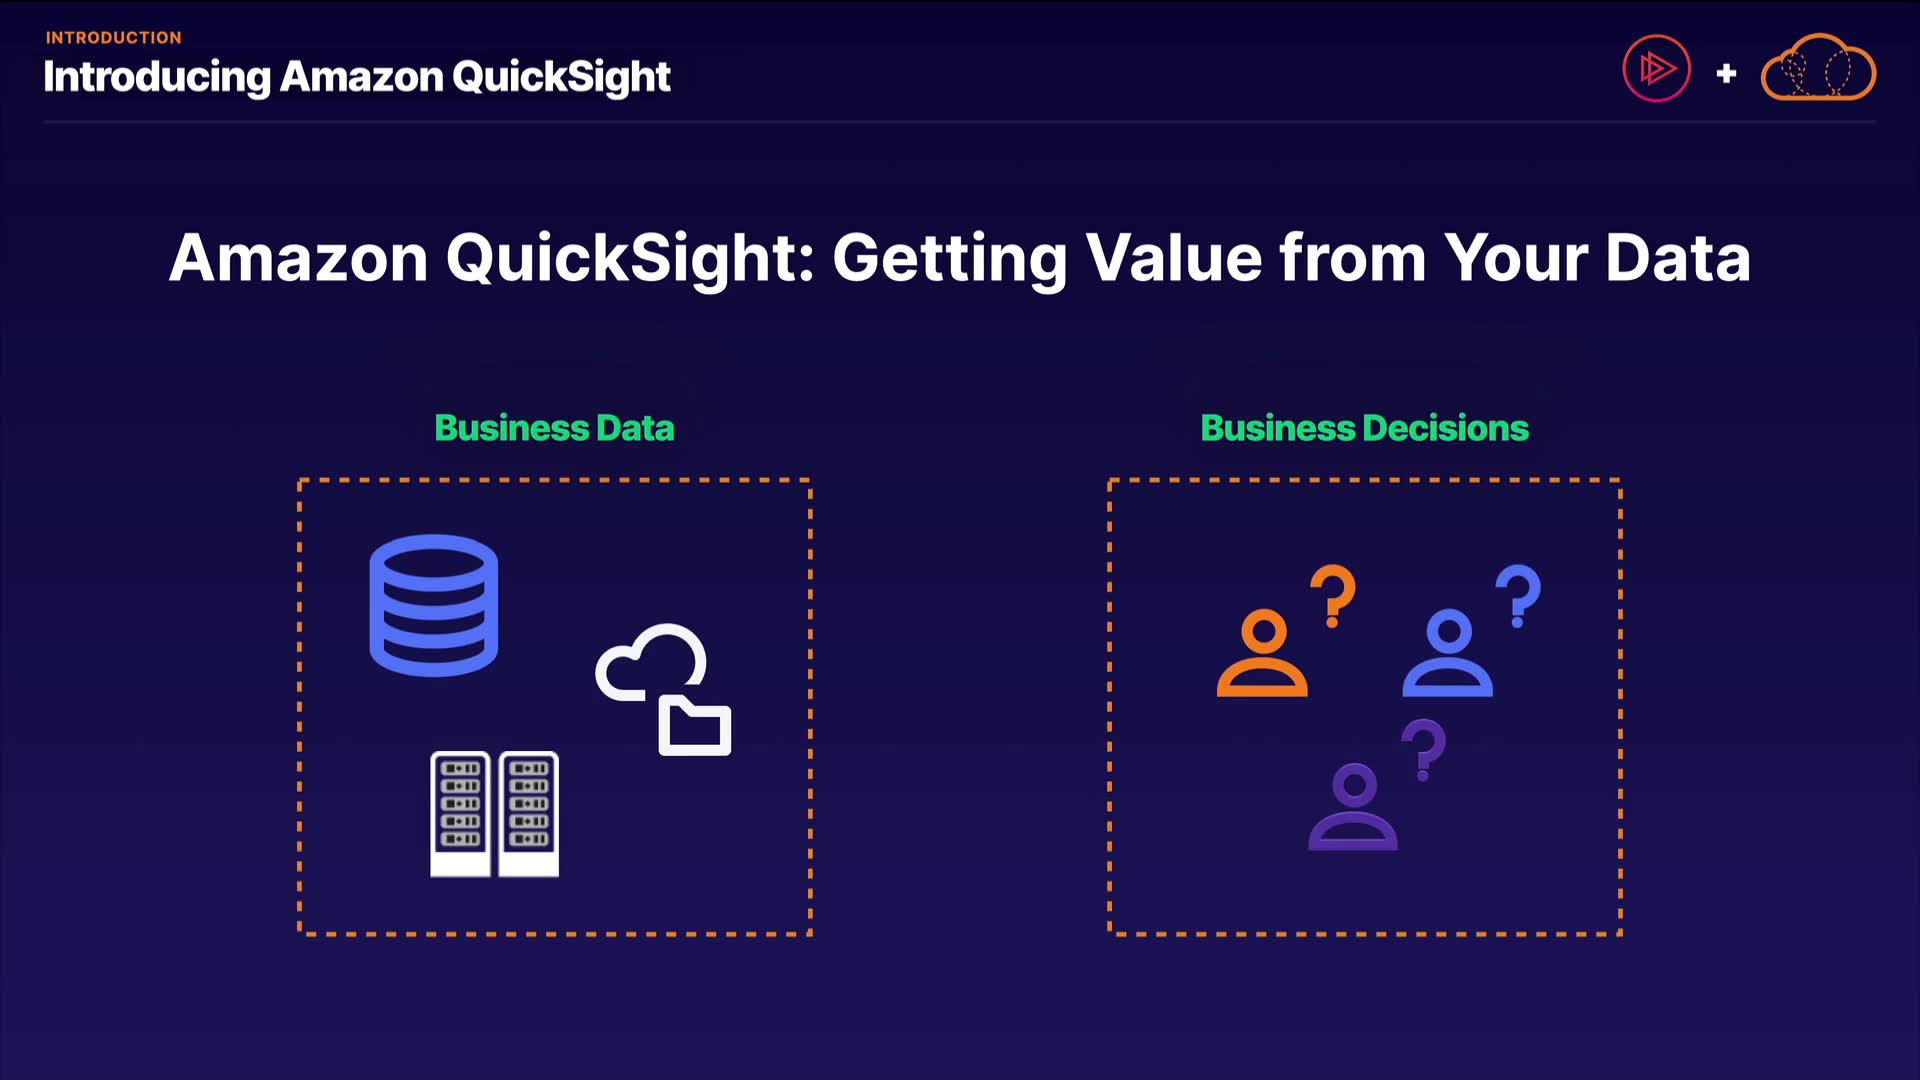 INTRODUCTION
Introducing Amazon QuickSight
+
Amazon QuickSight: Getting Value from Your Data
Business Data
Business Decisions
? ?
?